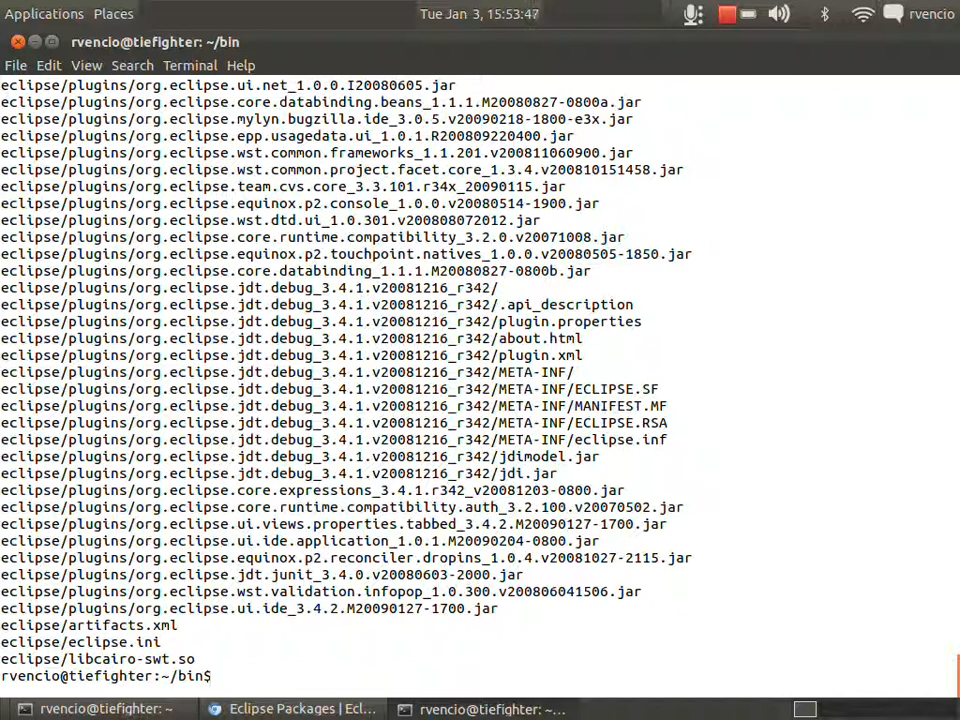 Applications Places Tue Jan 3, 15:53:47 rvencio
rvencio@tiefighter: ~/bin
File Edit View Search Terminal Help
eclipse/plugins/org.eclipse.ui.net_1.0.0.I20080605.jar
eclipse/plugins/org.eclipse.core.databinding.beans_1.1.1.M20080827-0800a.jar
eclipse/plugins/org.eclipse.mylyn.bugzilla.ide_3.0.5.v20090218-1800-e3x.jar
eclipse/plugins/org.eclipse.epp.usagedata.ui_1.0.1.R200809220400.jar
eclipse/plugins/org.eclipse.wst.common.frameworks_1.1.201.v200811060900.jar
eclipse/plugins/org.eclipse.wst.common.project.facet.core_1.3.4.v200810151458.jar
eclipse/plugins/org.eclipse.team.cvs.core_3.3.101.r34x_20090115.jar
eclipse/plugins/org.eclipse.equinox.p2.console_1.0.0.v20080514-1900.jar
eclipse/plugins/org.eclipse.wst.dtd.ui_1.0.301.v200808072012.jar
eclipse/plugins/org.eclipse.core.runtime.compatibility_3.2.0.v20071008.jar
eclipse/plugins/org.eclipse.equinox.p2.touchpoint.natives_1.0.0.v20080505-1850.jar
eclipse/plugins/org.eclipse.core.databinding_1.1.1.M20080827-0800b.jar
eclipse/plugins/org.eclipse.jdt.debug_3.4.1.v20081216_r342/
eclipse/plugins/org.eclipse.jdt.debug_3.4.1.v20081216_r342/.api_description
eclipse/plugins/org.eclipse.jdt.debug_3.4.1.v20081216_r342/plugin.properties
eclipse/plugins/org.eclipse.jdt.debug_3.4.1.v20081216_r342/about.html
eclipse/plugins/org.eclipse.jdt.debug_3.4.1.v20081216_r342/plugin.xml
eclipse/plugins/org.eclipse.jdt.debug_3.4.1.v20081216_r342/META-INF/
eclipse/plugins/org.eclipse.jdt.debug_3.4.1.v20081216_r342/META-INF/ECLIPSE.SF
eclipse/plugins/org.eclipse.jdt.debug_3.4.1.v20081216_r342/META-INF/MANIFEST.MF
eclipse/plugins/org.eclipse.jdt.debug_3.4.1.v20081216_r342/META-INF/ECLIPSE.RSA
eclipse/plugins/org.eclipse.jdt.debug_3.4.1.v20081216_r342/META-INF/eclipse.inf
eclipse/plugins/org.eclipse.jdt.debug_3.4.1.v20081216_r342/jdimodel.jar
eclipse/plugins/org.eclipse.jdt.debug_3.4.1.v20081216_r342/jdi.jar
eclipse/plugins/org.eclipse.core.expressions_3.4.1.r342_v20081203-0800.jar
eclipse/plugins/org.eclipse.core.runtime.compatibility.auth_3.2.100.v20070502.jar
eclipse/plugins/org.eclipse.ui.views.properties.tabbed_3.4.2.M20090127-1700.jar
eclipse/plugins/org.eclipse.ui.ide.application_1.0.1.M20090204-0800.jar
eclipse/plugins/org.eclipse.equinox.p2.reconciler.dropins_1.0.4.v20081027-2115.jar
eclipse/plugins/org.eclipse.jdt.junit_3.4.0.v20080603-2000.jar
eclipse/plugins/org.eclipse.wst.validation.infopop_1.0.300.v200806041506.jar
eclipse/plugins/org.eclipse.ui.ide_3.4.2.M20090127-1700.jar
eclipse/artifacts.xml
eclipse/eclipse.ini
eclipse/libcairo-swt.so
rvencio@tiefighter:~/bin$
rvencio@tiefighter: ~ Eclipse Packages | Ecl... rvencio@tiefighter: ~...